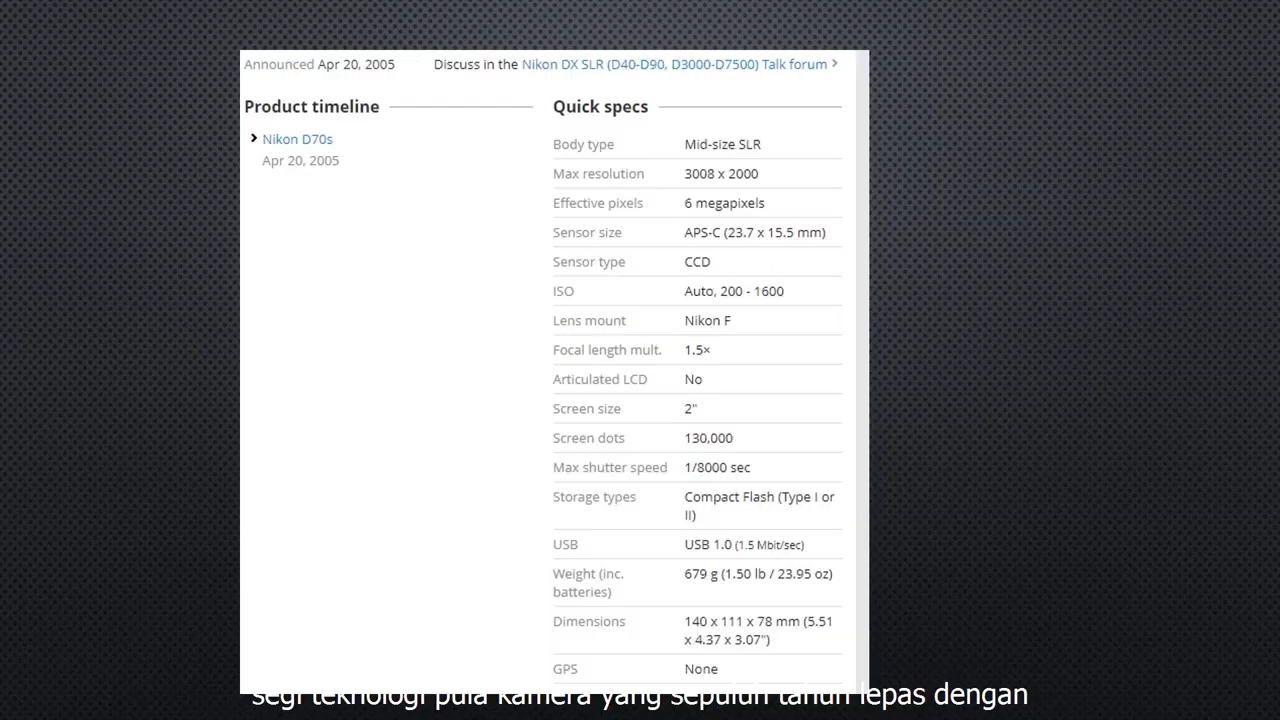 Announced Apr 20, 2005 Discuss in the Nikon DX SLR (D40-D90, D3000-D7500) Talk forum
Product timeline
Nikon D70s
Apr 20, 2005
Quick specs
Body type Mid-size SLR
Max resolution 3008 x 2000
Effective pixels 6 megapixels
Sensor size APS-C (23.7 x 15.5 mm)
Sensor type CCD
ISO Auto, 200 - 1600
Lens mount Nikon F
Focal length mult. 1.5×
Articulated LCD No
Screen size 2"
Screen dots 130,000
Max shutter speed 1/8000 sec
Storage types Compact Flash (Type I or
II)
USB USB 1.0 (1.5 Mbit/sec)
Weight (inc. 679 g (1.50 lb / 23.95 oz)
batteries)
Dimensions 140 x 111 x 78 mm (5.51
x 4.37 x 3.07")
GPS None
segi teknologi pula kamera yang sepuluh tahun lepas dengan